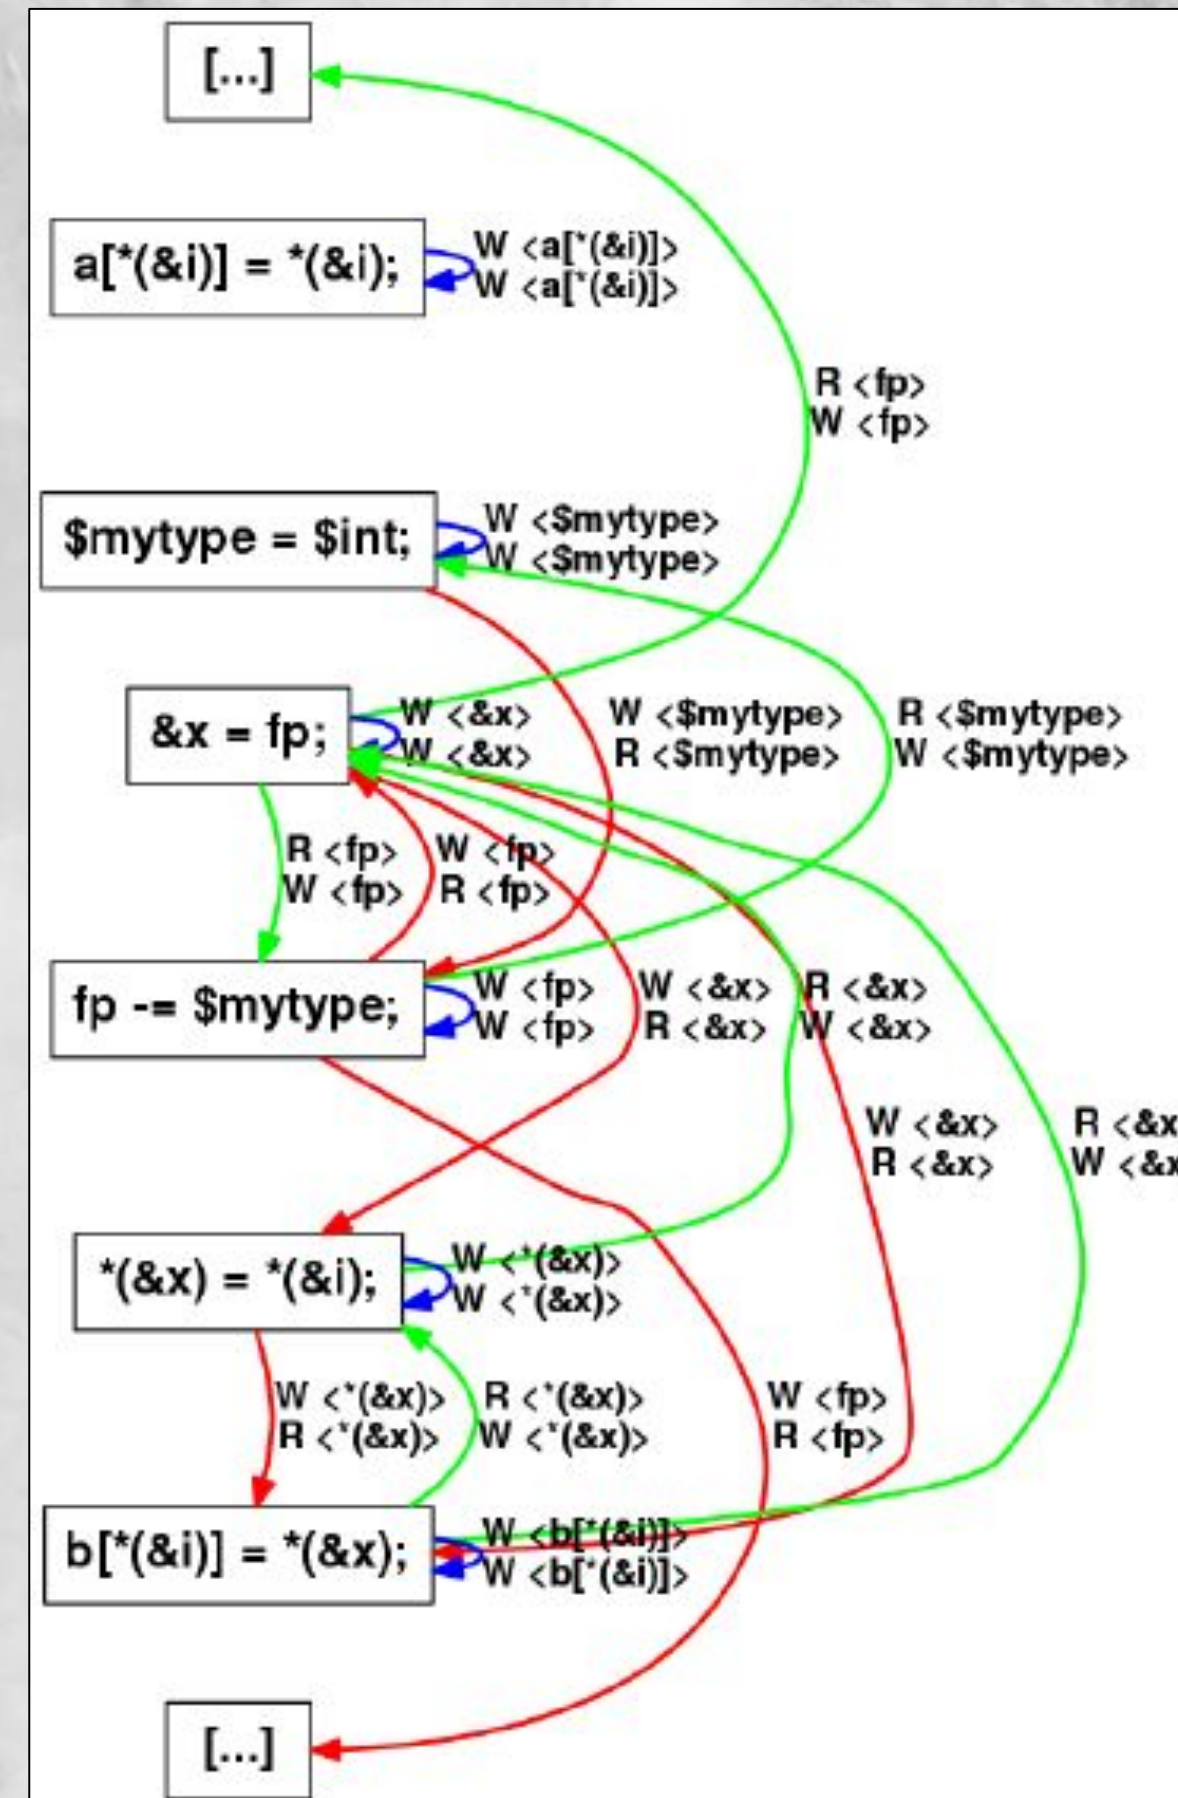 [...]
a[*(&i)] = *(&i);
W <a[*(&i)]>
W <a[*(&i)]>
R <fp>
W <fp>
$mytype = $int;
W <$mytype>
W <$mytype>
&x = fp;
W <&x>
W <&x>
W <$mytype>
R <$mytype>
R <$mytype>
W <$mytype>
R <fp>
W <fp>
W <fp>
R <fp>
fp -= $mytype;
W <fp>
W <fp>
W <&x>
R <&x>
R <&x>
W <&x>
W <&x>
R <&x>
R <&x
W <&x
*(&x) = *(&i);
W <*(&x)>
W <*(&x)>
W <*(&x)>
R <*(&x)>
R <*(&x)>
W <*(&x)>
W <fp>
R <fp>
b[*(&i)] = *(&x);
W <b[*(&i)]>
W <b[*(&i)]>
[...]